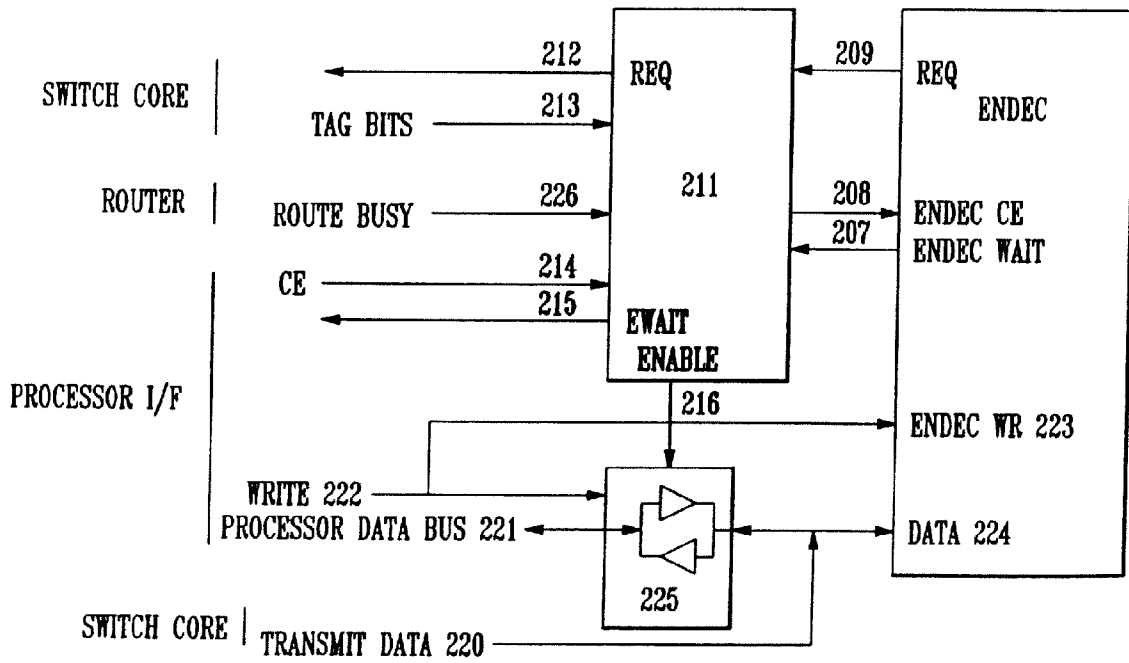 212
209
SWITCH CORE
REQ
REQ
213
TAG BITS
ENDEC
ROUTER
226
211
208
ROUTE BUSY
ENDEC CE
207
214
ENDEC WAIT
CE
215
EWAIT
ENABLE
PROCESSOR I/F
216
ENDEC WR 223
WRITE 222
PROCESSOR DATA BUS 221
DATA 224
225
SWITCH CORE
TRANSMIT DATA 220